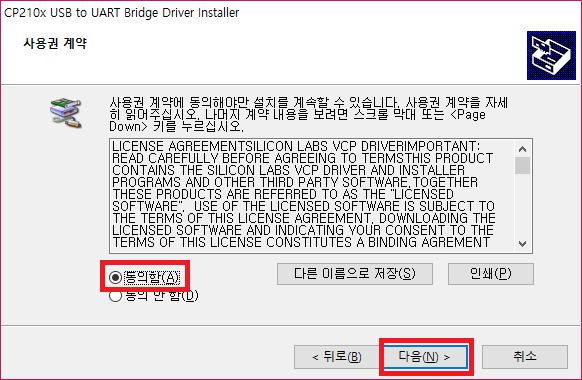 CP210x USB to UART Bridge Driver Installer
사용권 계약
사용권 계약에 동의해야만 설치를 계속할 수 있습니다. 사용권 계약을 자세
히 읽어주십시오. 나머지 계약 내용을 보려면 스크롤 막대 또는 <Page
Down> 키를 누르십시오.
LICENSE AGREEMENTSILICON LABS VCP DRIVERIMPORTANT:
READ CAREFULLY BEFORE AGREEING TO TERMSTHIS PRODUCT
CONTAINS THE SILICON LABS VCP DRIVER AND INSTALLER
PROGRAMS AND OTHER THIRD PARTY SOFTWARE.TOGETHER
THESE PRODUCTS ARE REFERRED TO AS THE "LICENSED
SOFTWARE".  USE OF THE LICENSED SOFTWARE IS SUBJECT TO
THE TERMS OF THIS LICENSE AGREEMENT. DOWNLOADING THE
LICENSED SOFTWARE AND INDICATING YOUR CONSENT TO THE
TERMS OF THIS LICENSE CONSTITUTES A BINDING AGREEMENT
동의함(A)
다른 이름으로 저장(S)
인쇄(P)
동의 안 함(D)
< 뒤로(B)
다음(N) >
취소